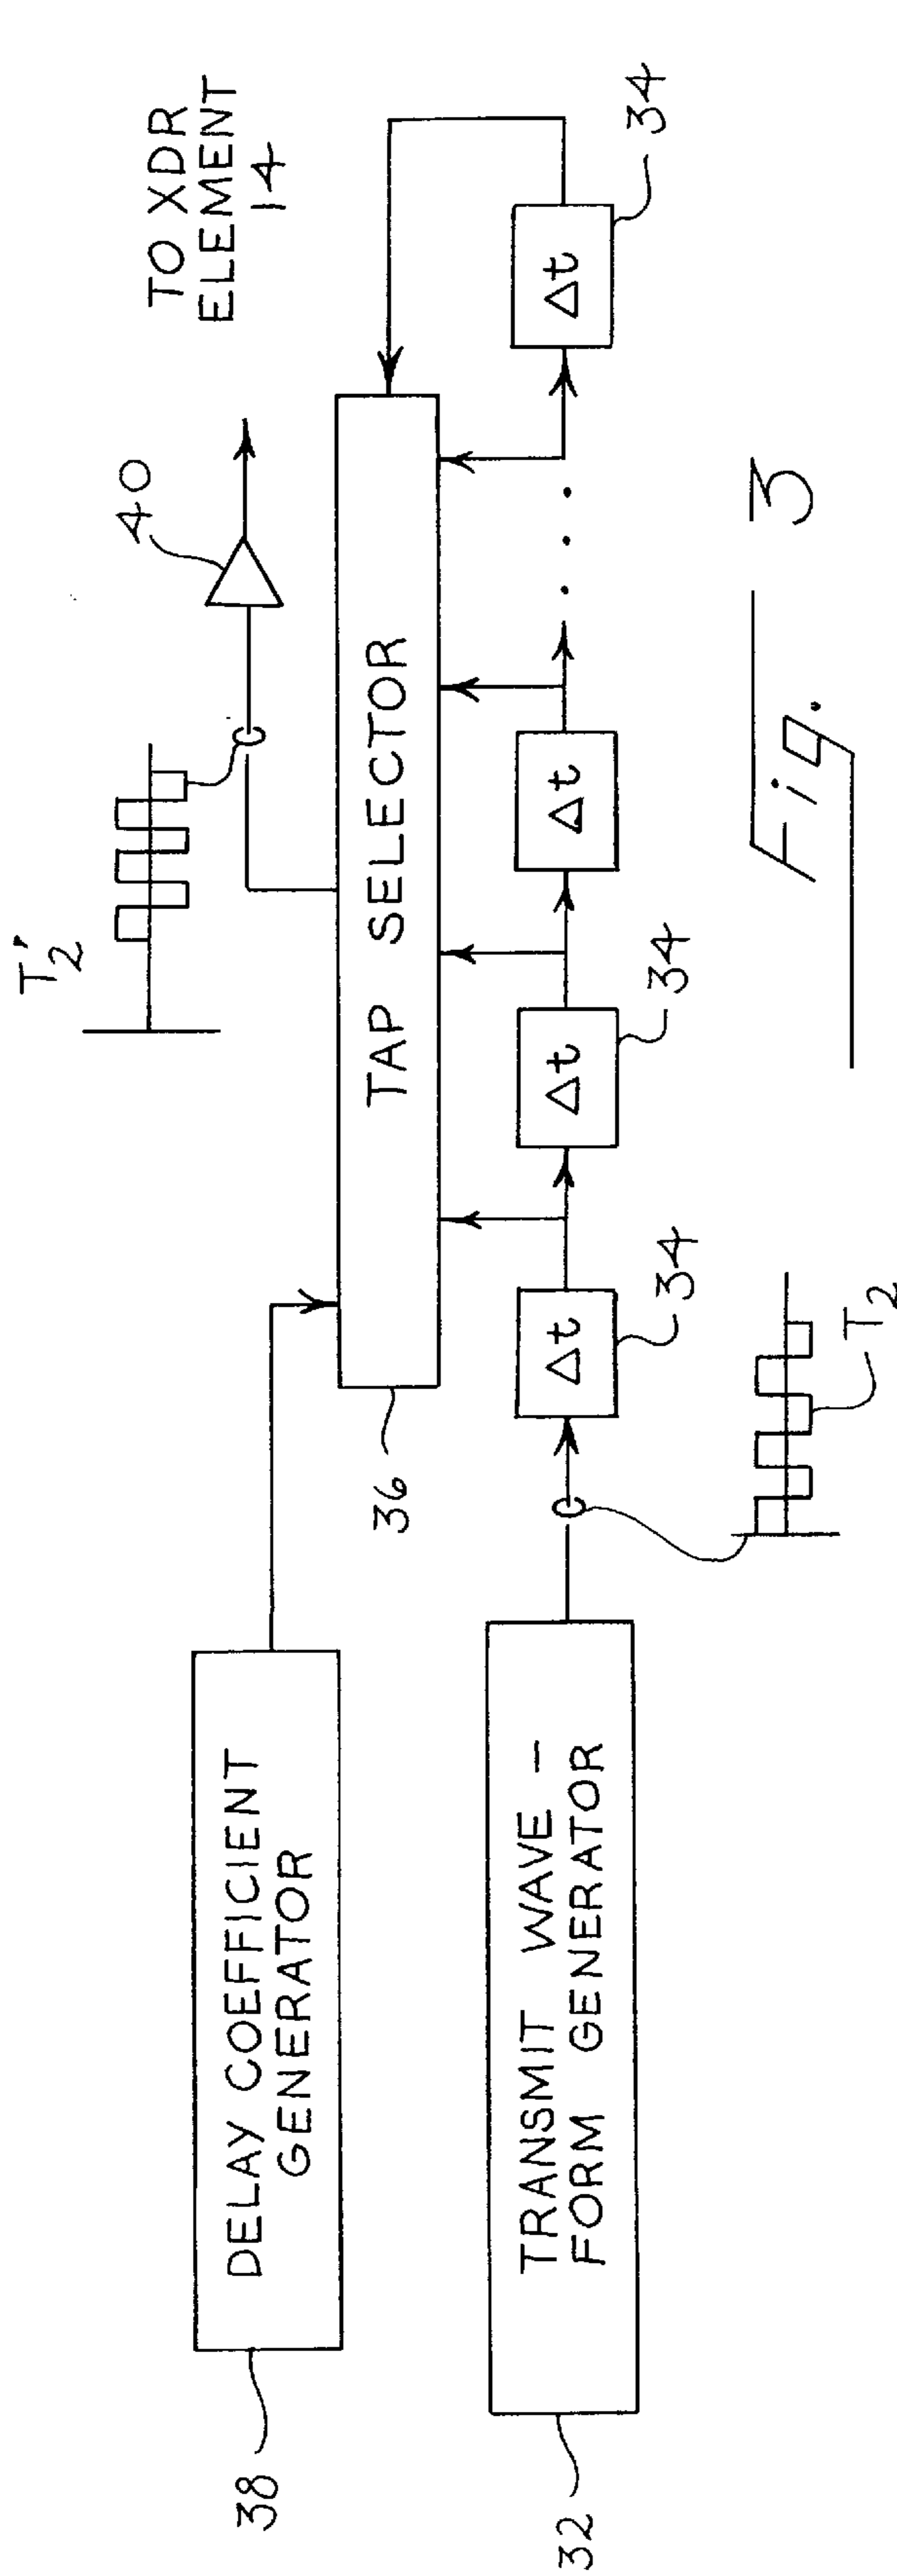 T2'
40
TO XDR
ELEMENT
14
DELAY COEFFICIENT
GENERATOR
38
TAP SELECTOR
36
TRANSMIT WAVE -
FORM GENERATOR
32
Δt
34
Δt
34
Δt
. . .
Δt
34
T2
Fig. 3